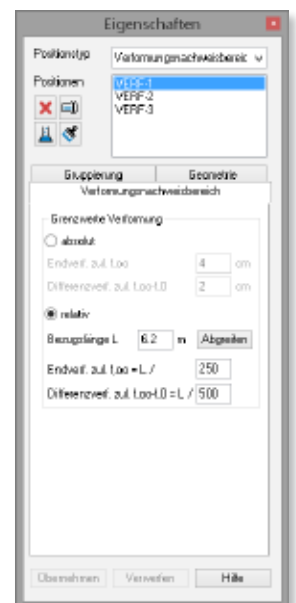 Eigenschaften
Positionstyp Verformungsnachweisbereic
Positionen VERF-1
VERF-2
VERF-3
Gruppierung Geometrie
Verformungsnachweisbereich
Grenzwerte Verformung
absolut
Endverf. zul. f,oo 4 cm
Differenzverf. zul. f,oo-f,0 2 cm
relativ
Bezugslänge L 6.2 m Abgreifen
Endverf. zul. f,oo = L / 250
Differenzverf. zul. f,oo-f,0 = L / 500
Übernehmen Verwerfen Hilfe